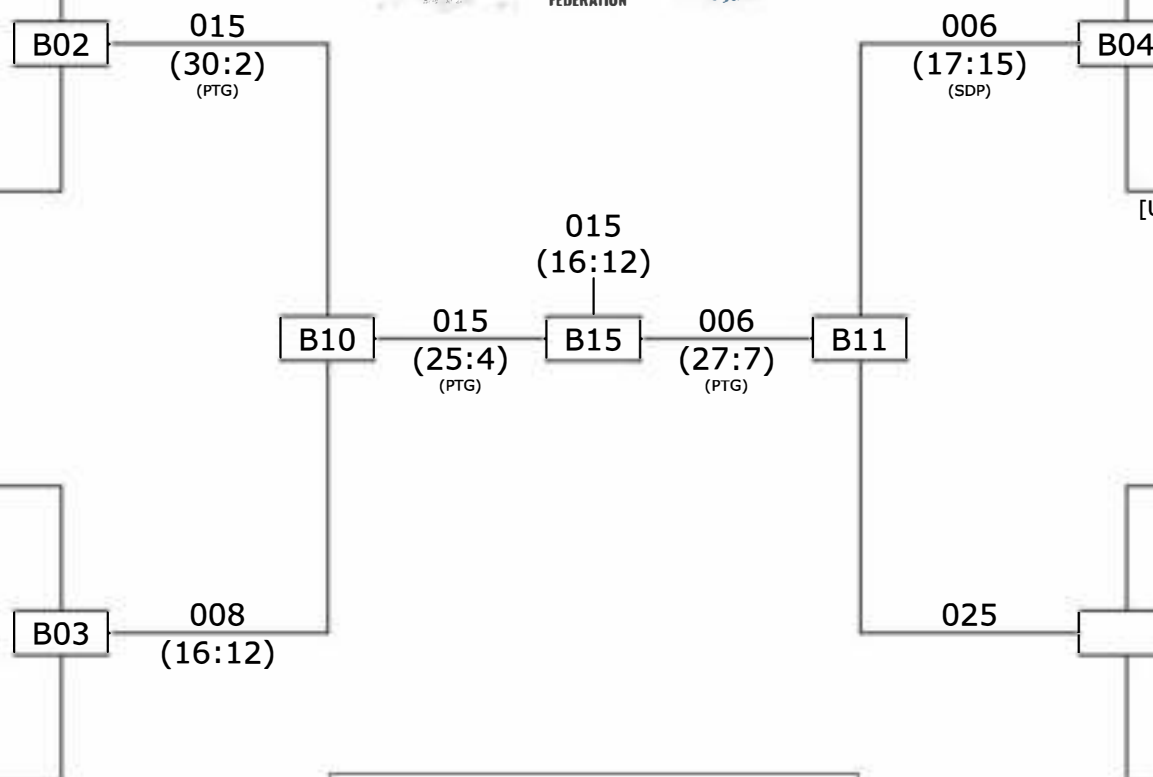 FEDERATION
015
(30:2)
(PTG)
B02
006
(17:15)
(SDP)
B04
[U
015
(16:12)
B10
015
(25:4)
(PTG)
B15
006
(27:7)
(PTG)
B11
B03
008
(16:12)
025